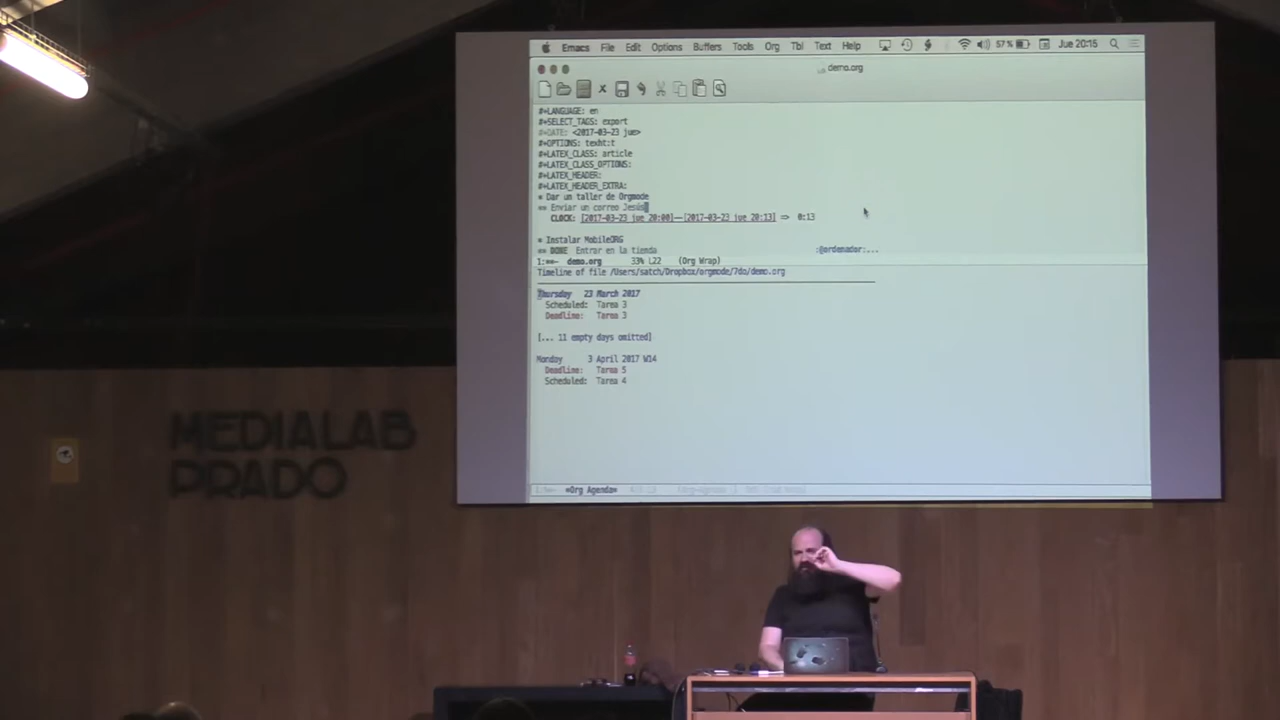 Emacs File Edit Options Buffers Tools Org Tbl Text Help 57% Jue 20:15
demo.org
#+LANGUAGE: en
#+SELECT_TAGS: export
#+DATE: <2017-03-23 jue>
#+OPTIONS: texht:t
#+LATEX_CLASS: article
#+LATEX_CLASS_OPTIONS:
#+LATEX_HEADER:
#+LATEX_HEADER_EXTRA:
* Dar un taller de Orgmode
** Enviar un correo Jesús
CLOCK: [2017-03-23 jue 20:00]--[2017-03-23 jue 20:13] => 0:13
* Instalar MobileORG
** DONE Entrar en la tienda :@ordenador:...
1:**- demo.org 33% L22 (Org Wrap)
Timeline of file /Users/satch/Dropbox/orgmode/7do/demo.org
Thursday 23 March 2017
Scheduled: Tarea 3
Deadline: Tarea 3
[... 11 empty days omitted]
Monday 3 April 2017 W14
Deadline: Tarea 5
Scheduled: Tarea 4
*Org Agenda*
MEDIALAB
PRADO